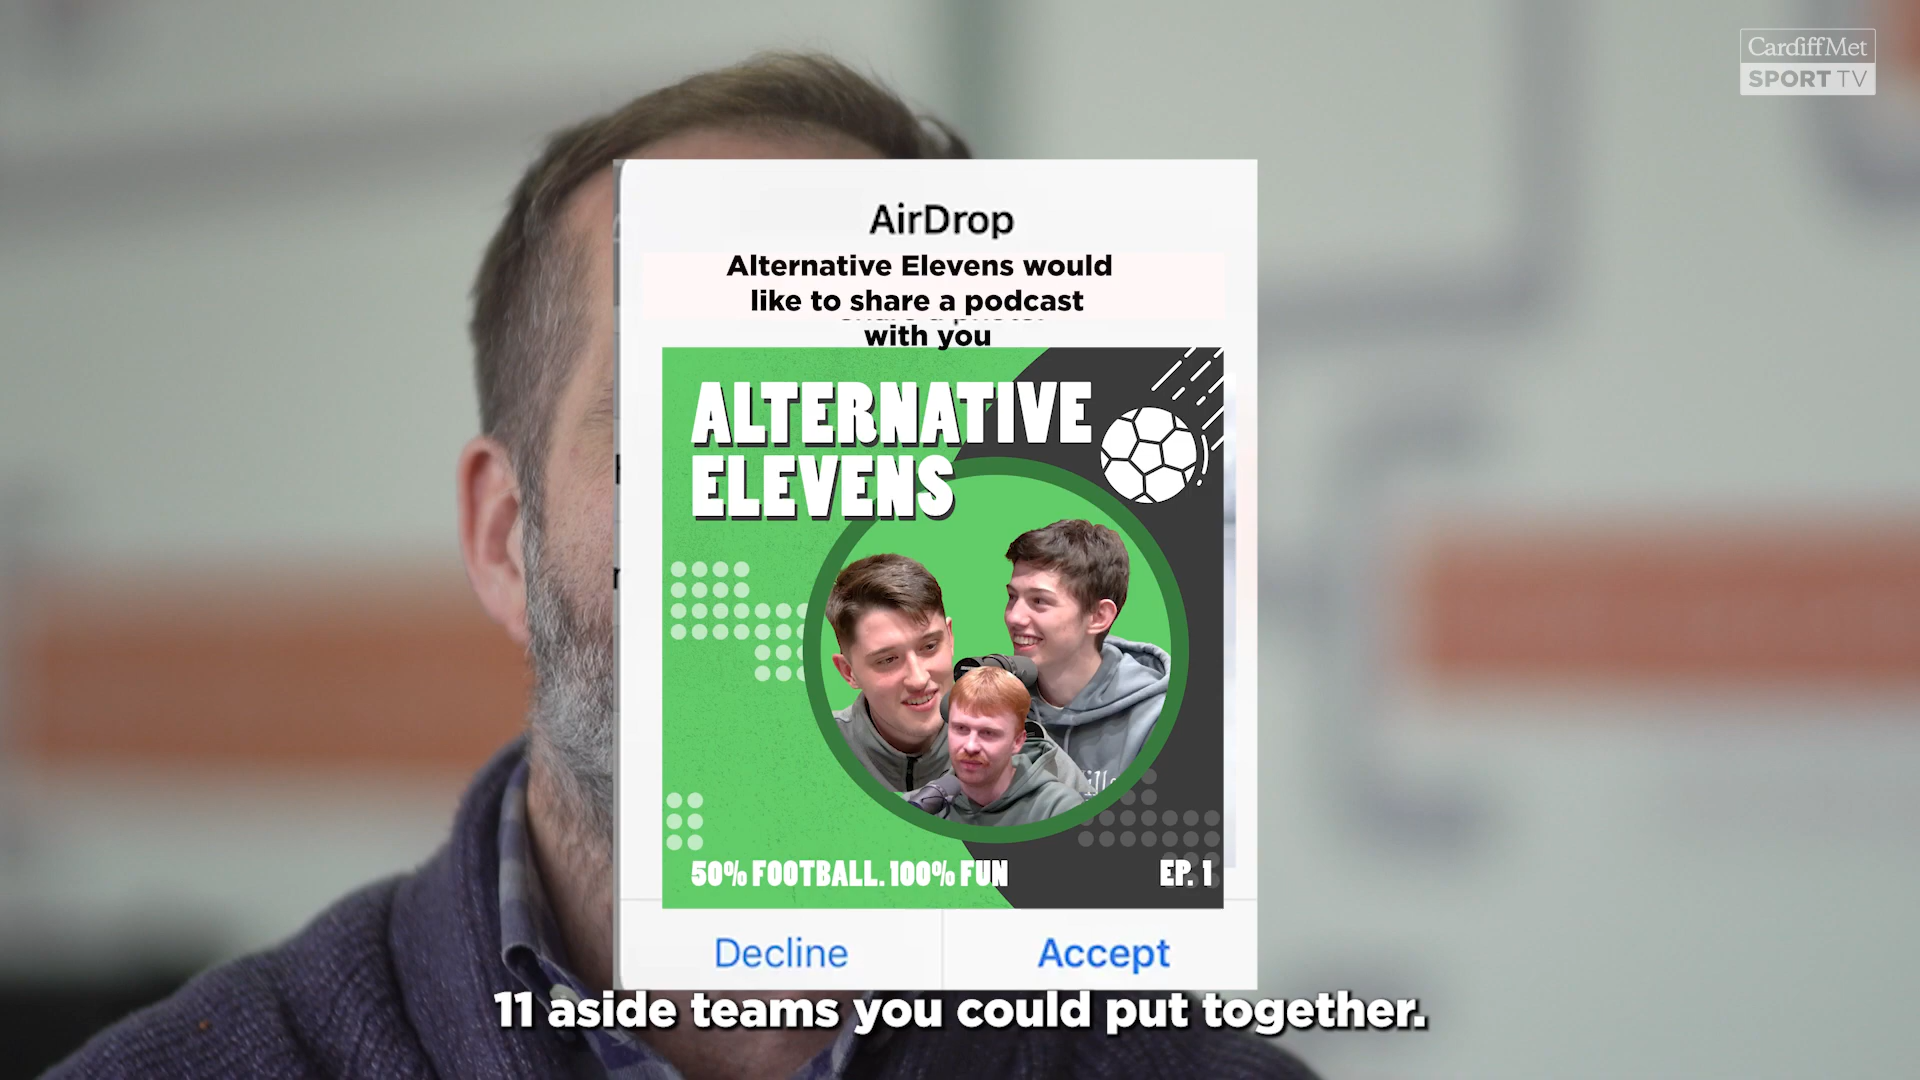 CardiffMet
SPORT TV
AirDrop
Alternative Elevens would
like to share a podcast
with you
ALTERNATIVE
ELEVENS
50% FOOTBALL. 100% FUN
EP. 1
Decline
Accept
11 aside teams you could put together.